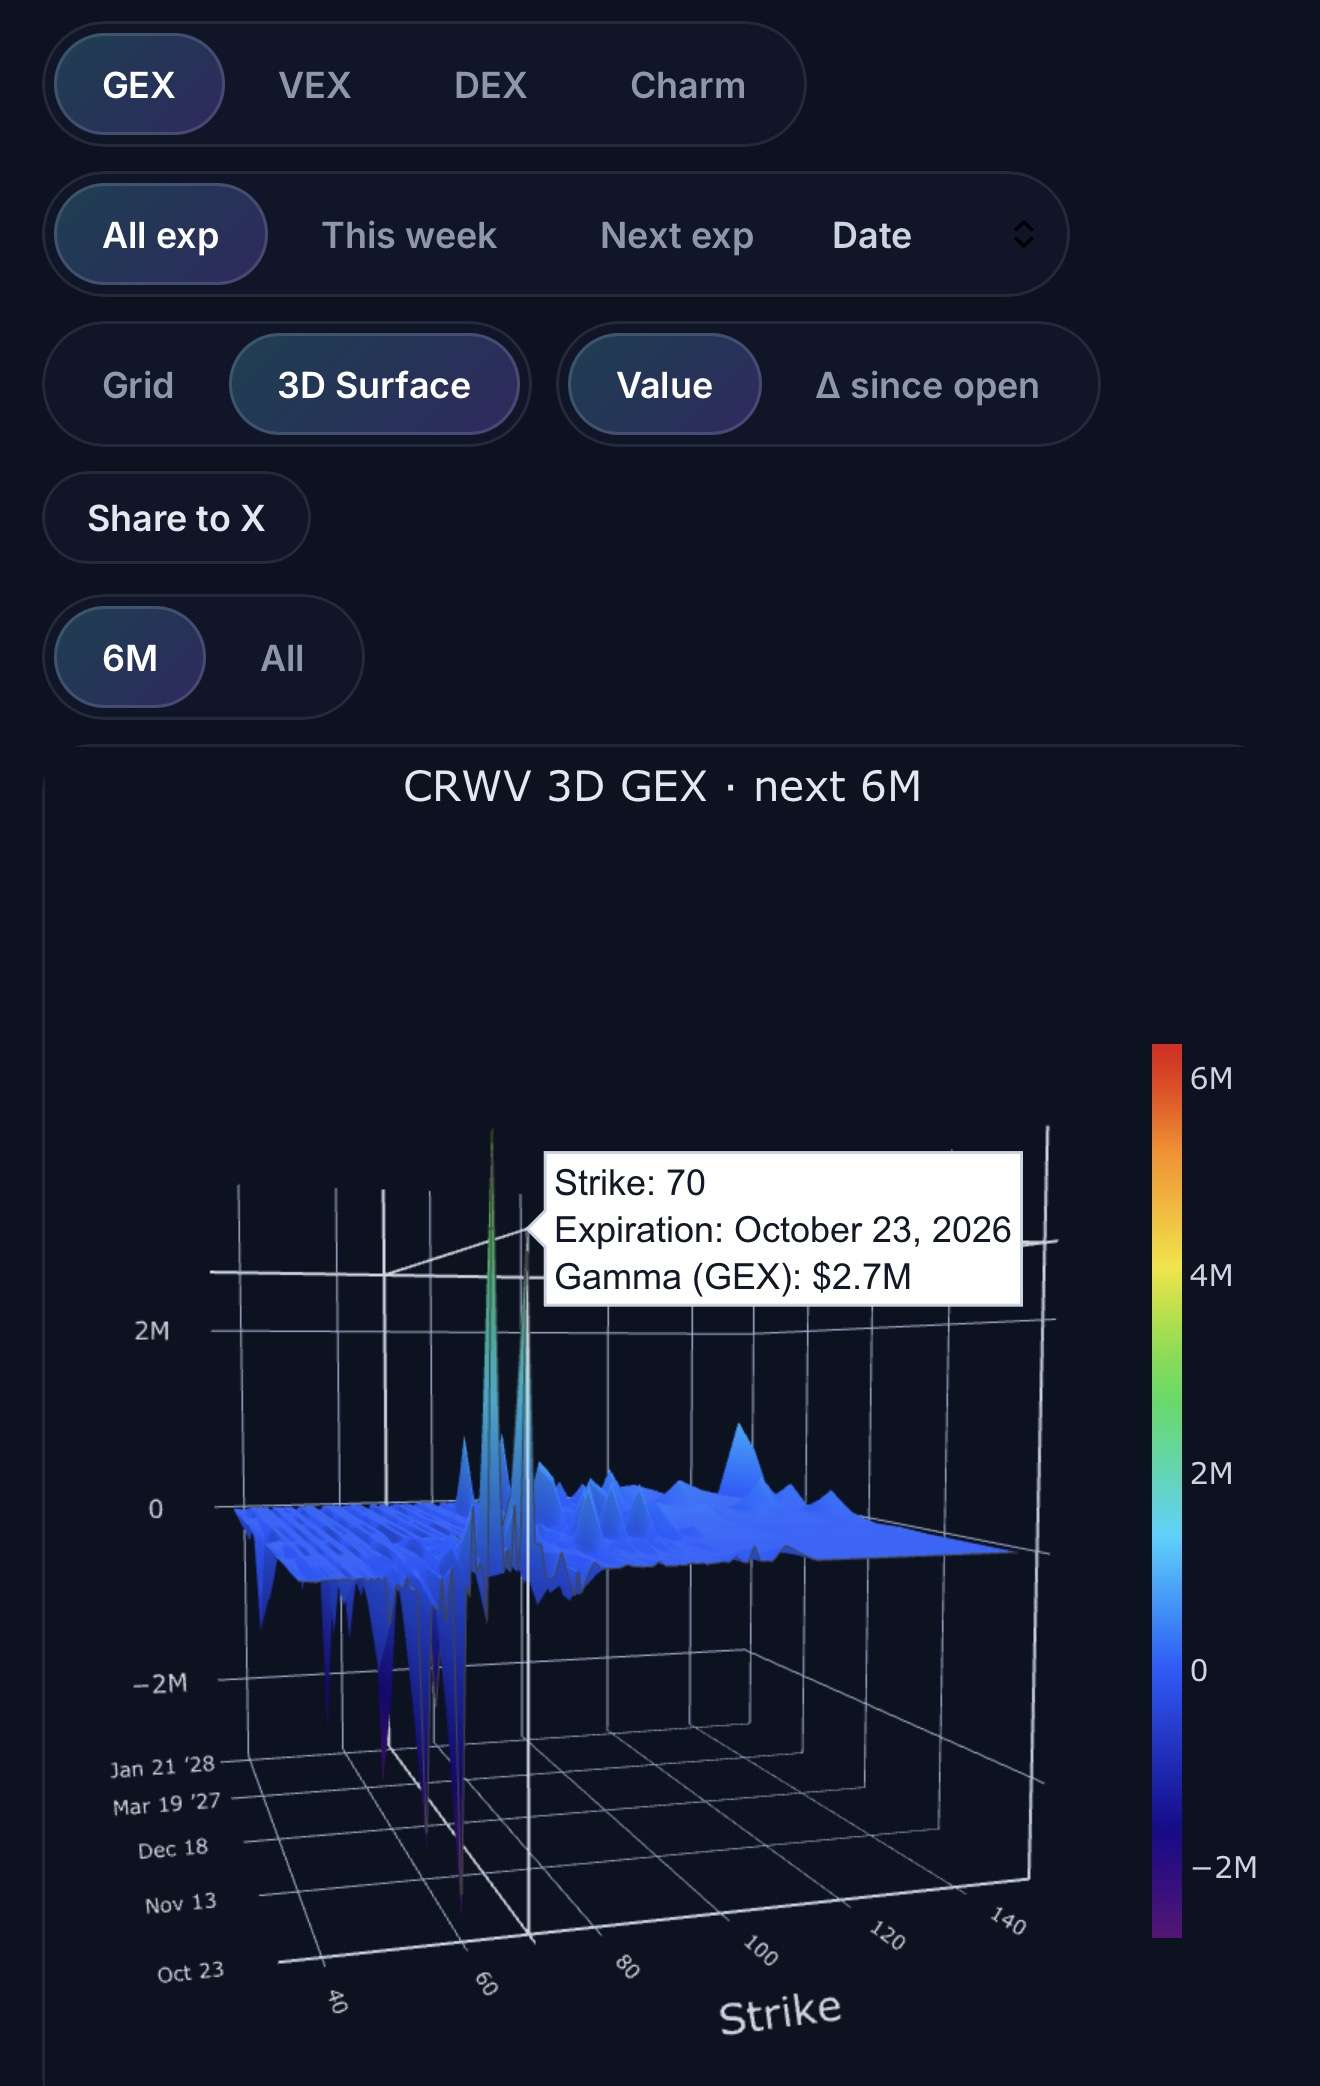 GEX VEX DEX Charm
All exp This week Next exp Date
Grid 3D Surface Value Δ since open
Share to X
6M All
CRWV 3D GEX · next 6M
6M
Strike: 70
Expiration: October 23, 2026
Gamma (GEX): $2.7M
4M
2M
2M
0
0
−2M
−2M
Jan 21 '28
Mar 19 '27
Dec 18
Nov 13
Oct 23
40
60
80
100
120
140
Strike